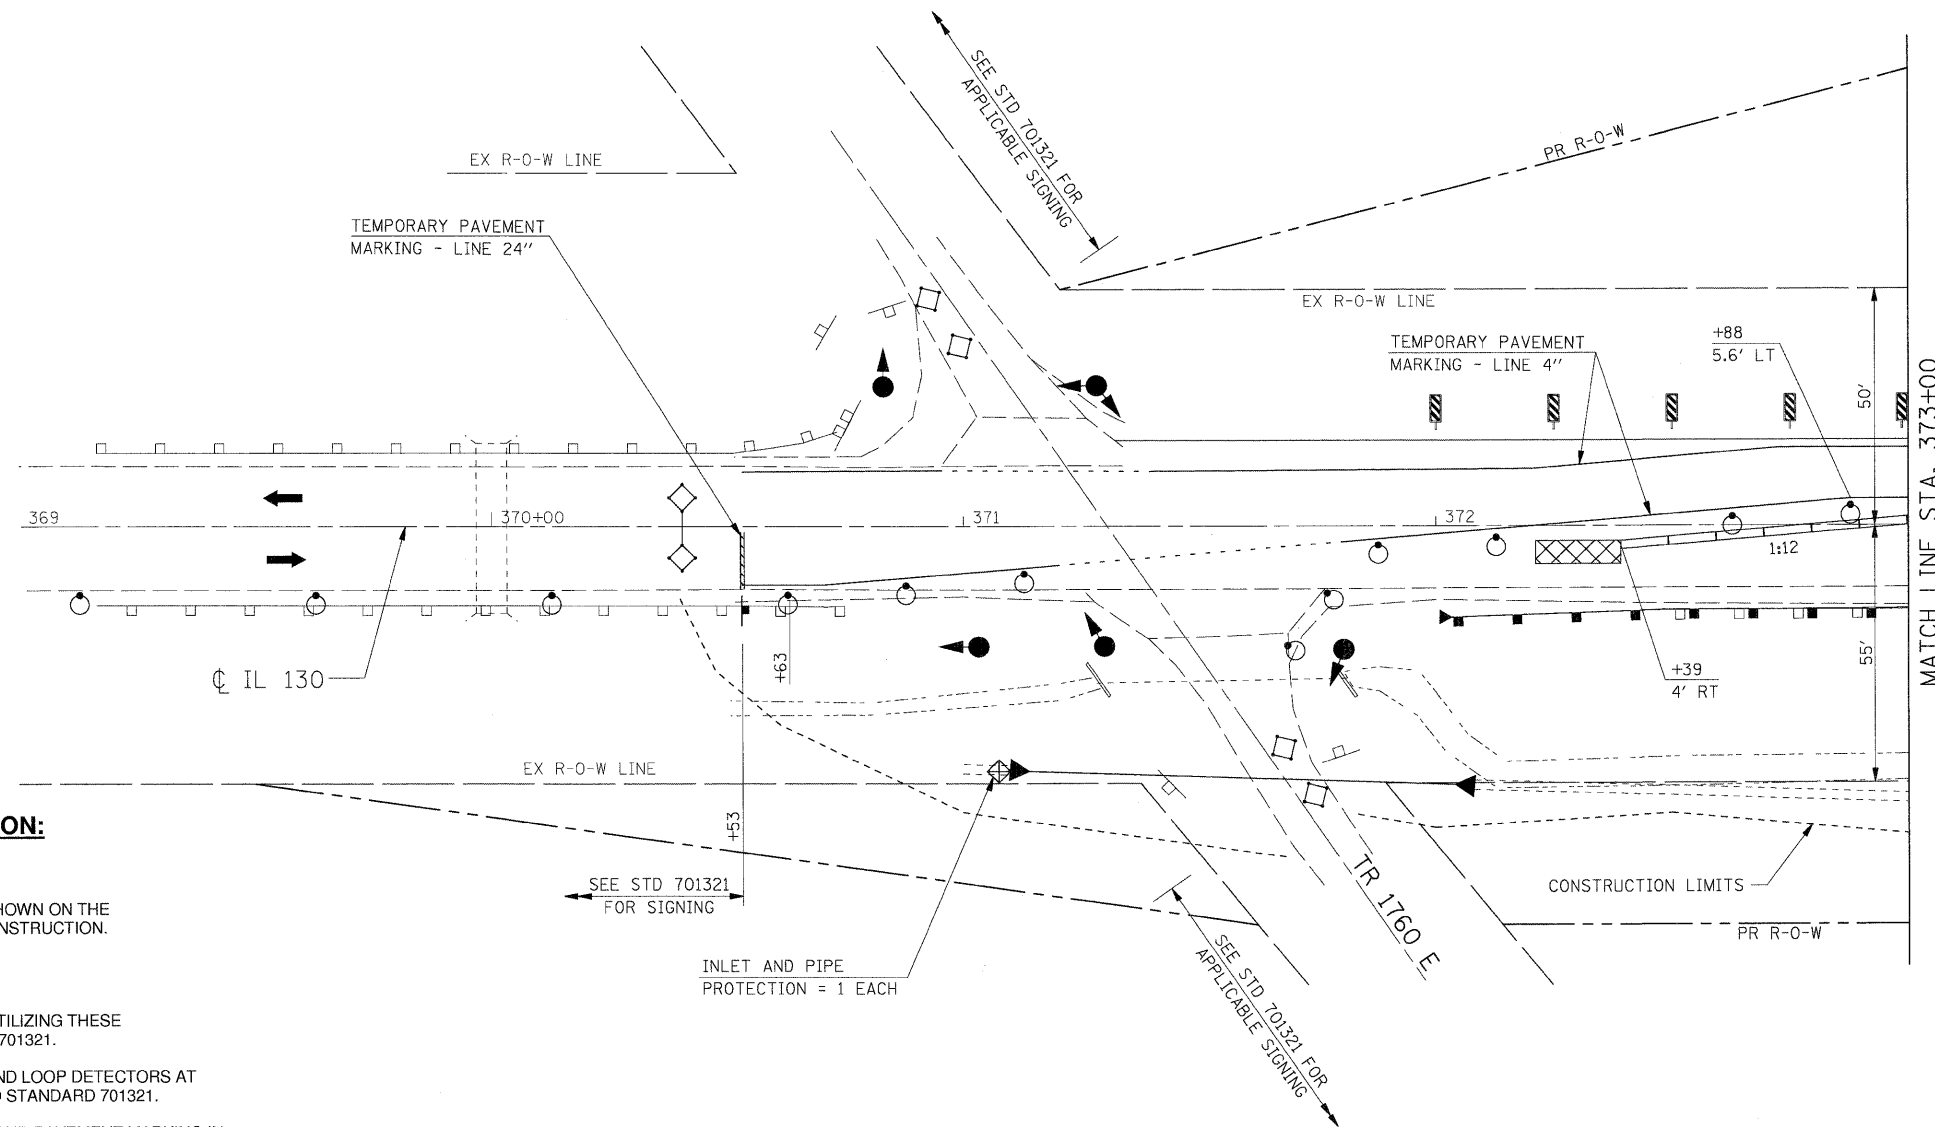 SEE STD 701321 FOR
APPLICABLE SIGNING
PR R-O-W
EX R-O-W LINE
TEMPORARY PAVEMENT
MARKING - LINE 24"
EX R-O-W LINE
TEMPORARY PAVEMENT
MARKING - LINE 4"
+88
5.6' LT
50'
MATCH LINE STA. 373+00
369
370+00
371
372
1:12
℄ IL 130
+63
+39
4' RT
55'
EX R-O-W LINE
+53
ON:
SEE STD 701321
FOR SIGNING
TR 1760 E
CONSTRUCTION LIMITS
PR R-O-W
HOWN ON THE
NSTRUCTION.
INLET AND PIPE
PROTECTION = 1 EACH
SEE STD 701321 FOR
APPLICABLE SIGNING
TILIZING THESE
701321.
ND LOOP DETECTORS AT
STANDARD 701321.